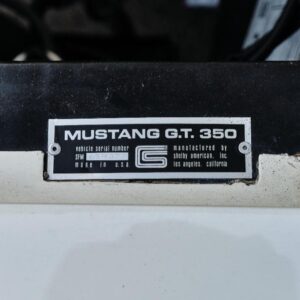 MUSTANG G.T. 350
vehicle serial number
SFM
made in U.S.A.
manufactured by
shelby american, inc
los angeles, california